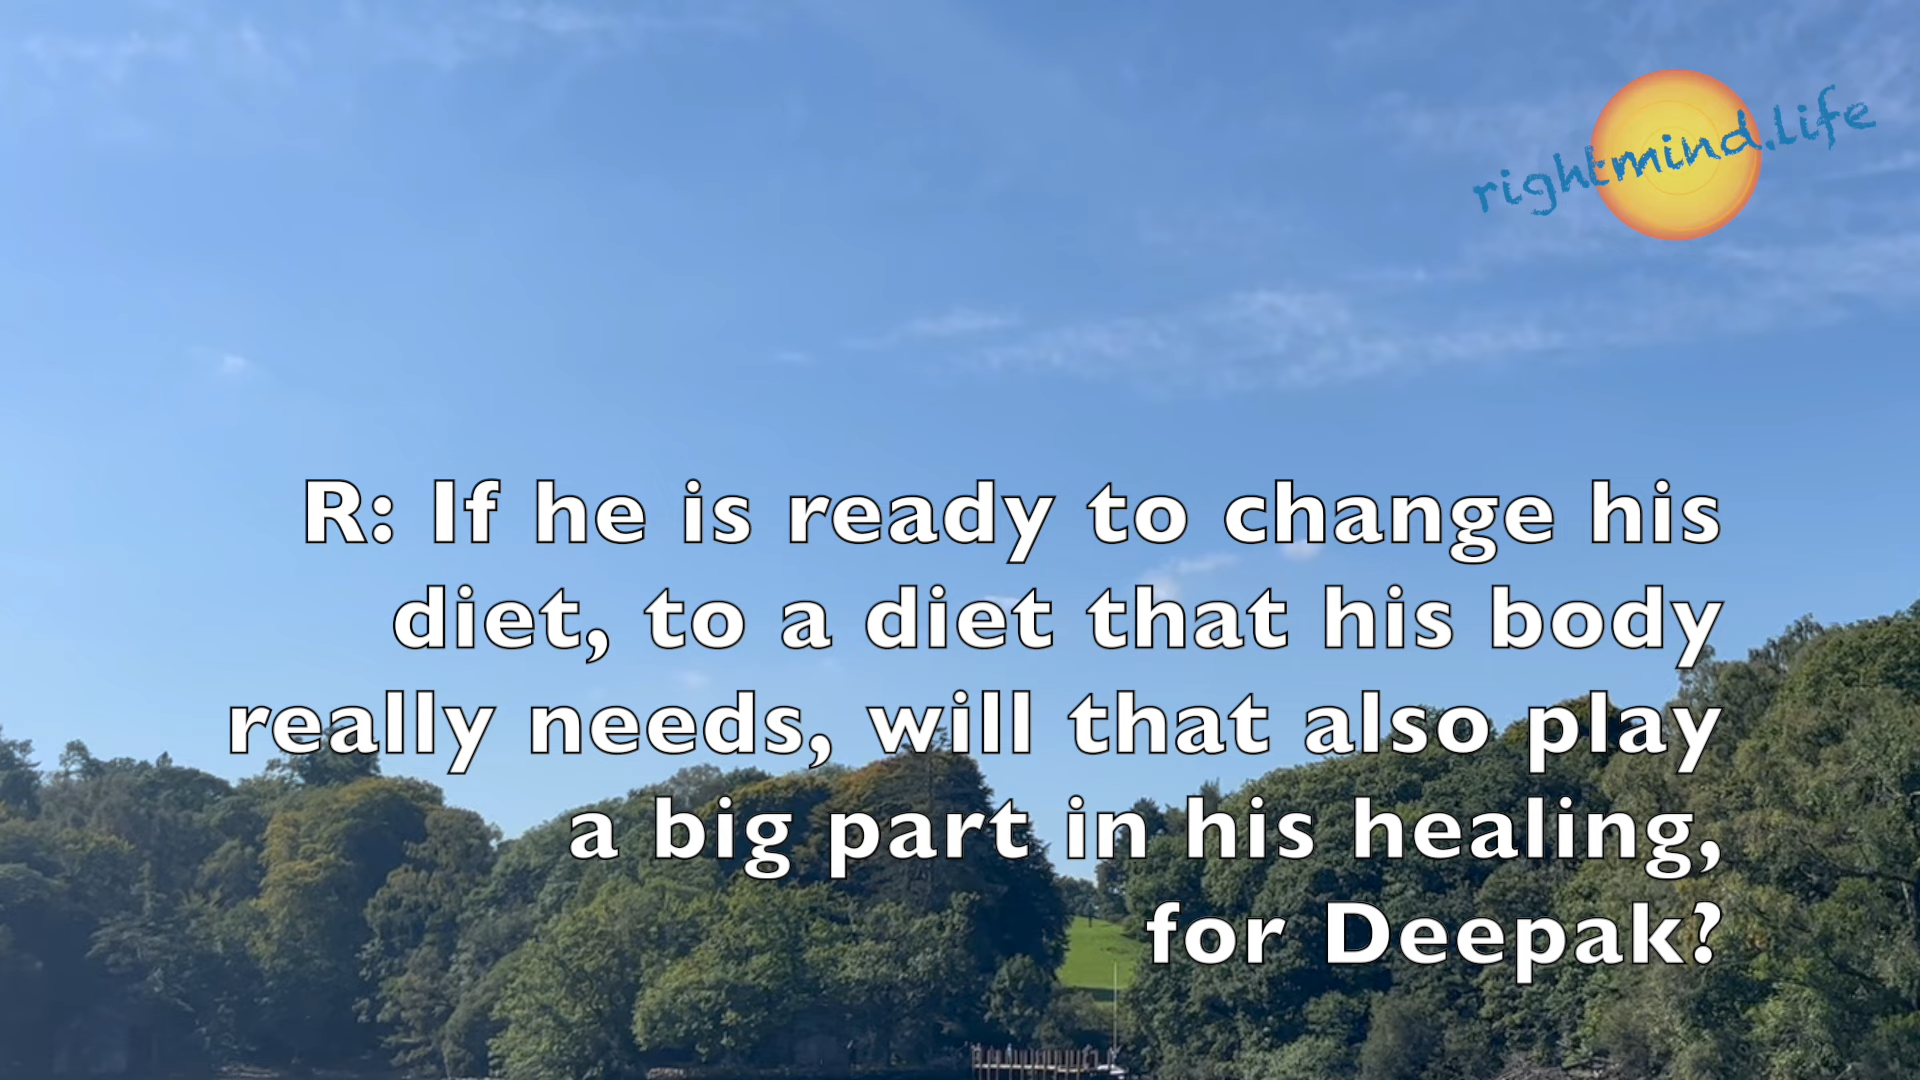 rightmind.life
R: If he is ready to change his
diet, to a diet that his body
really needs, will that also play
a big part in his healing,
for Deepak?